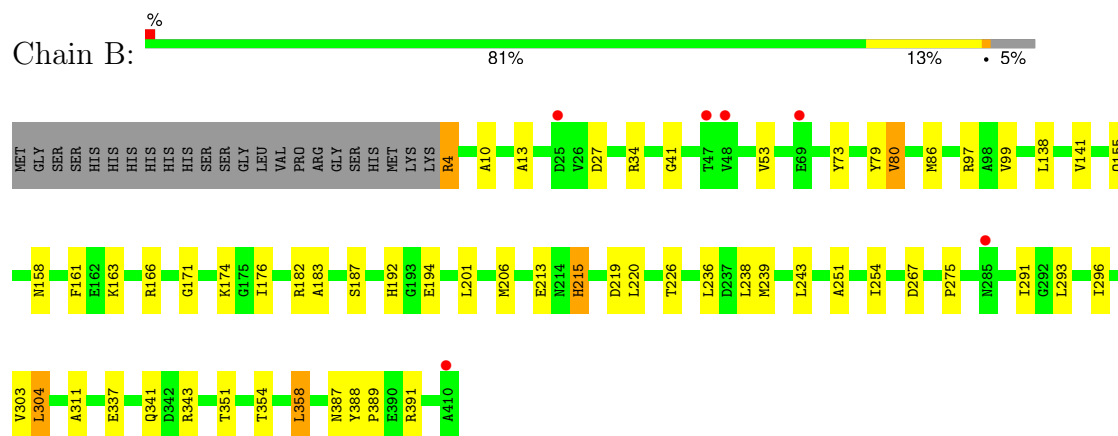 %
Chain B:
81% 13% • 5%
MET GLY SER SER HIS HIS HIS HIS HIS HIS SER SER GLY LEU VAL PRO ARG GLY SER HIS MET LYS LYS R4 A10 A13 D25 V26 D27 R34 G41 T47 V48 V53 E69 Y73 Y79 V80 M86 R97 A98 V99 L138 V141 Q155
N158 F161 E162 K163 R166 G171 K174 G175 I176 R182 A183 S187 H192 G193 E194 L201 M206 E213 N214 H215 D219 L220 T226 L236 D237 L238 M239 L243 A251 I254 D267 P275 N285 I291 G292 L293 I296
V303 L304 A311 E337 Q341 D342 R343 T351 T354 L358 N387 Y388 P389 E390 R391 A410